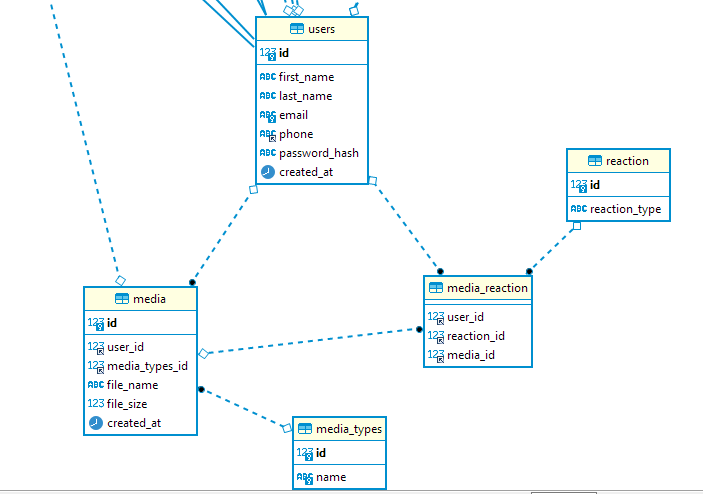 users
123 id
ABC first_name
ABC last_name
ABC email
ABC phone
ABC password_hash
created_at
reaction
123 id
ABC reaction_type
media
123 id
123 user_id
123 media_types_id
ABC file_name
123 file_size
created_at
media_reaction
123 user_id
123 reaction_id
123 media_id
media_types
123 id
ABC name